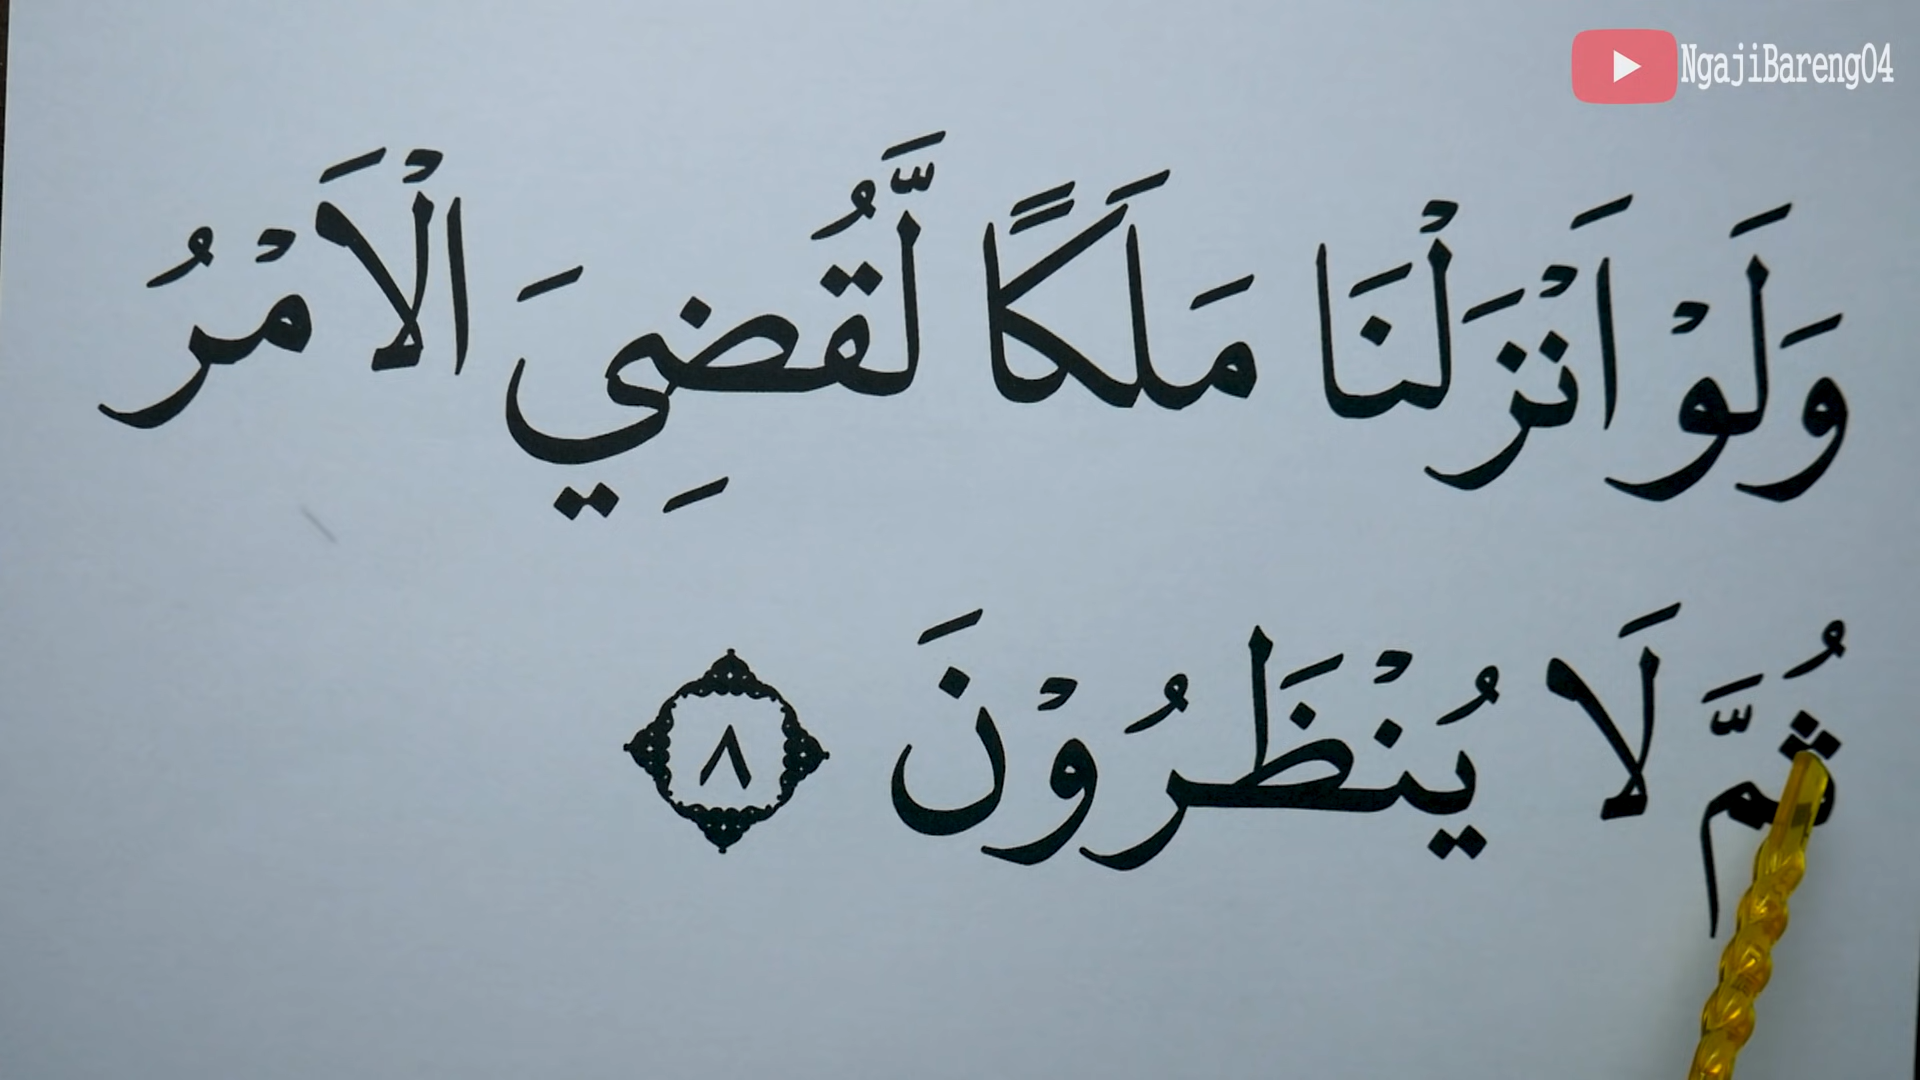 NgajiBareng04
وَلَوْ اَنْزَلْنَا مَلَكًا لَّقُضِيَ الْاَمْرُ
ثُمَّ لَا يُنْظَرُوْنَ ٨